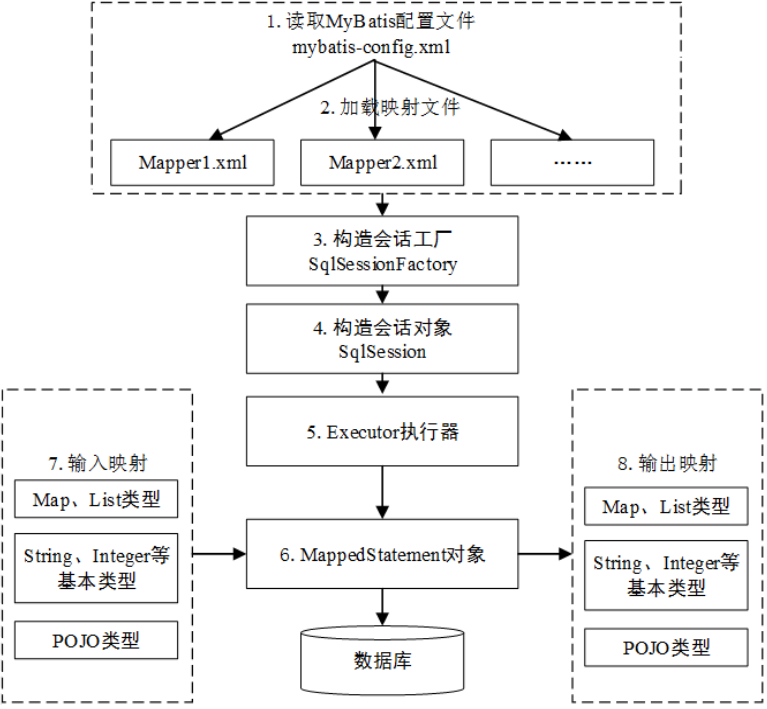 1. 读取MyBatis配置文件
mybatis-config.xml
2. 加载映射文件
Mapper1.xml
Mapper2.xml
……
3. 构造会话工厂
SqlSessionFactory
4. 构造会话对象
SqlSession
5. Executor执行器
7. 输入映射
Map、List类型
String、Integer等
基本类型
POJO类型
6. MappedStatement对象
数据库
8. 输出映射
Map、List类型
String、Integer等
基本类型
POJO类型